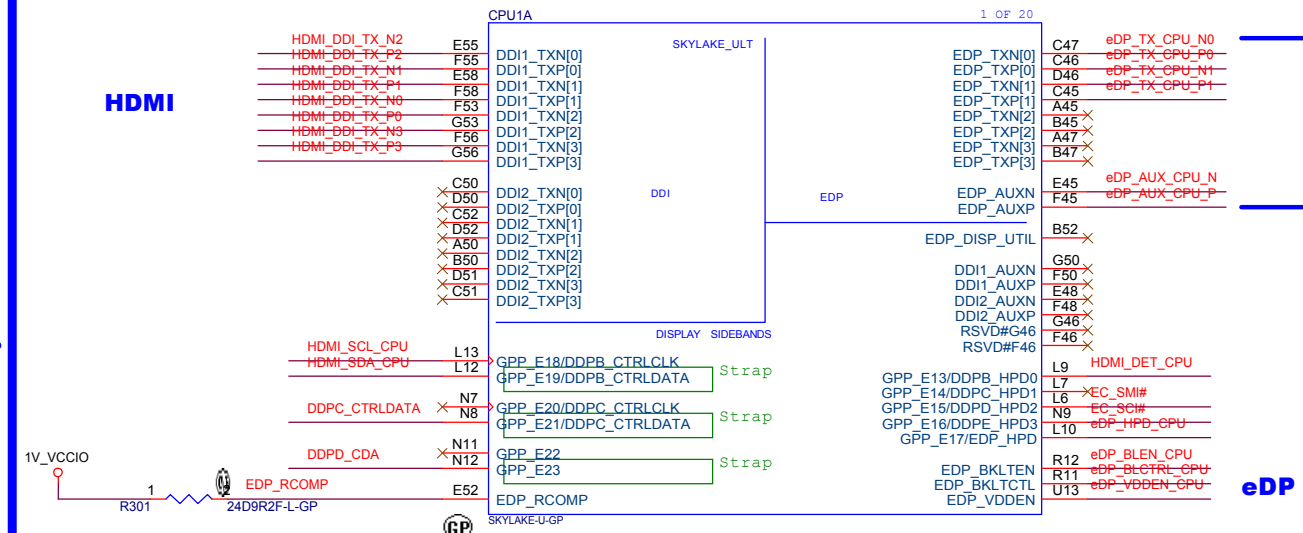 CPU1A
1 OF 20
SKYLAKE_ULT
HDMI
HDMI_DDI_TX_N2 E55 DDI1_TXN[0]
HDMI_DDI_TX_P2 F55 DDI1_TXP[0]
HDMI_DDI_TX_N1 E58 DDI1_TXN[1]
HDMI_DDI_TX_P1 F58 DDI1_TXP[1]
HDMI_DDI_TX_N0 F53 DDI1_TXN[2]
HDMI_DDI_TX_P0 G53 DDI1_TXP[2]
HDMI_DDI_TX_N3 F56 DDI1_TXN[3]
HDMI_DDI_TX_P3 G56 DDI1_TXP[3]
C50 DDI2_TXN[0]
D50 DDI2_TXP[0]
C52 DDI2_TXN[1]
D52 DDI2_TXP[1]
A50 DDI2_TXN[2]
B50 DDI2_TXP[2]
D51 DDI2_TXN[3]
C51 DDI2_TXP[3]
DDI
EDP
DISPLAY SIDEBANDS
HDMI_SCL_CPU L13 GPP_E18/DDPB_CTRLCLK
HDMI_SDA_CPU L12 GPP_E19/DDPB_CTRLDATA Strap
N7 GPP_E20/DDPC_CTRLCLK
DDPC_CTRLDATA N8 GPP_E21/DDPC_CTRLDATA Strap
N11 GPP_E22
DDPD_CDA N12 GPP_E23 Strap
1V_VCCIO
1 2 EDP_RCOMP E52 EDP_RCOMP
R301 24D9R2F-L-GP
GP
SKYLAKE-U-GP
EDP_TXN[0] C47 eDP_TX_CPU_N0
EDP_TXP[0] C46 eDP_TX_CPU_P0
EDP_TXN[1] D46 eDP_TX_CPU_N1
EDP_TXP[1] C45 eDP_TX_CPU_P1
EDP_TXN[2] A45
EDP_TXP[2] B45
EDP_TXN[3] A47
EDP_TXP[3] B47
EDP_AUXN E45 eDP_AUX_CPU_N
EDP_AUXP F45 eDP_AUX_CPU_P
EDP_DISP_UTIL B52
DDI1_AUXN G50
DDI1_AUXP F50
DDI2_AUXN E48
DDI2_AUXP F48
RSVD#G46 G46
RSVD#F46 F46
GPP_E13/DDPB_HPD0 L9 HDMI_DET_CPU
GPP_E14/DDPC_HPD1 L7
GPP_E15/DDPD_HPD2 L6 EC_SMI#
GPP_E16/DDPE_HPD3 N9 EC_SCI#
GPP_E17/EDP_HPD L10 eDP_HPD_CPU
EDP_BKLTEN R12 eDP_BLEN_CPU
EDP_BKLTCTL R11 eDP_BLCTRL_CPU
EDP_VDDEN U13 eDP_VDDEN_CPU
eDP